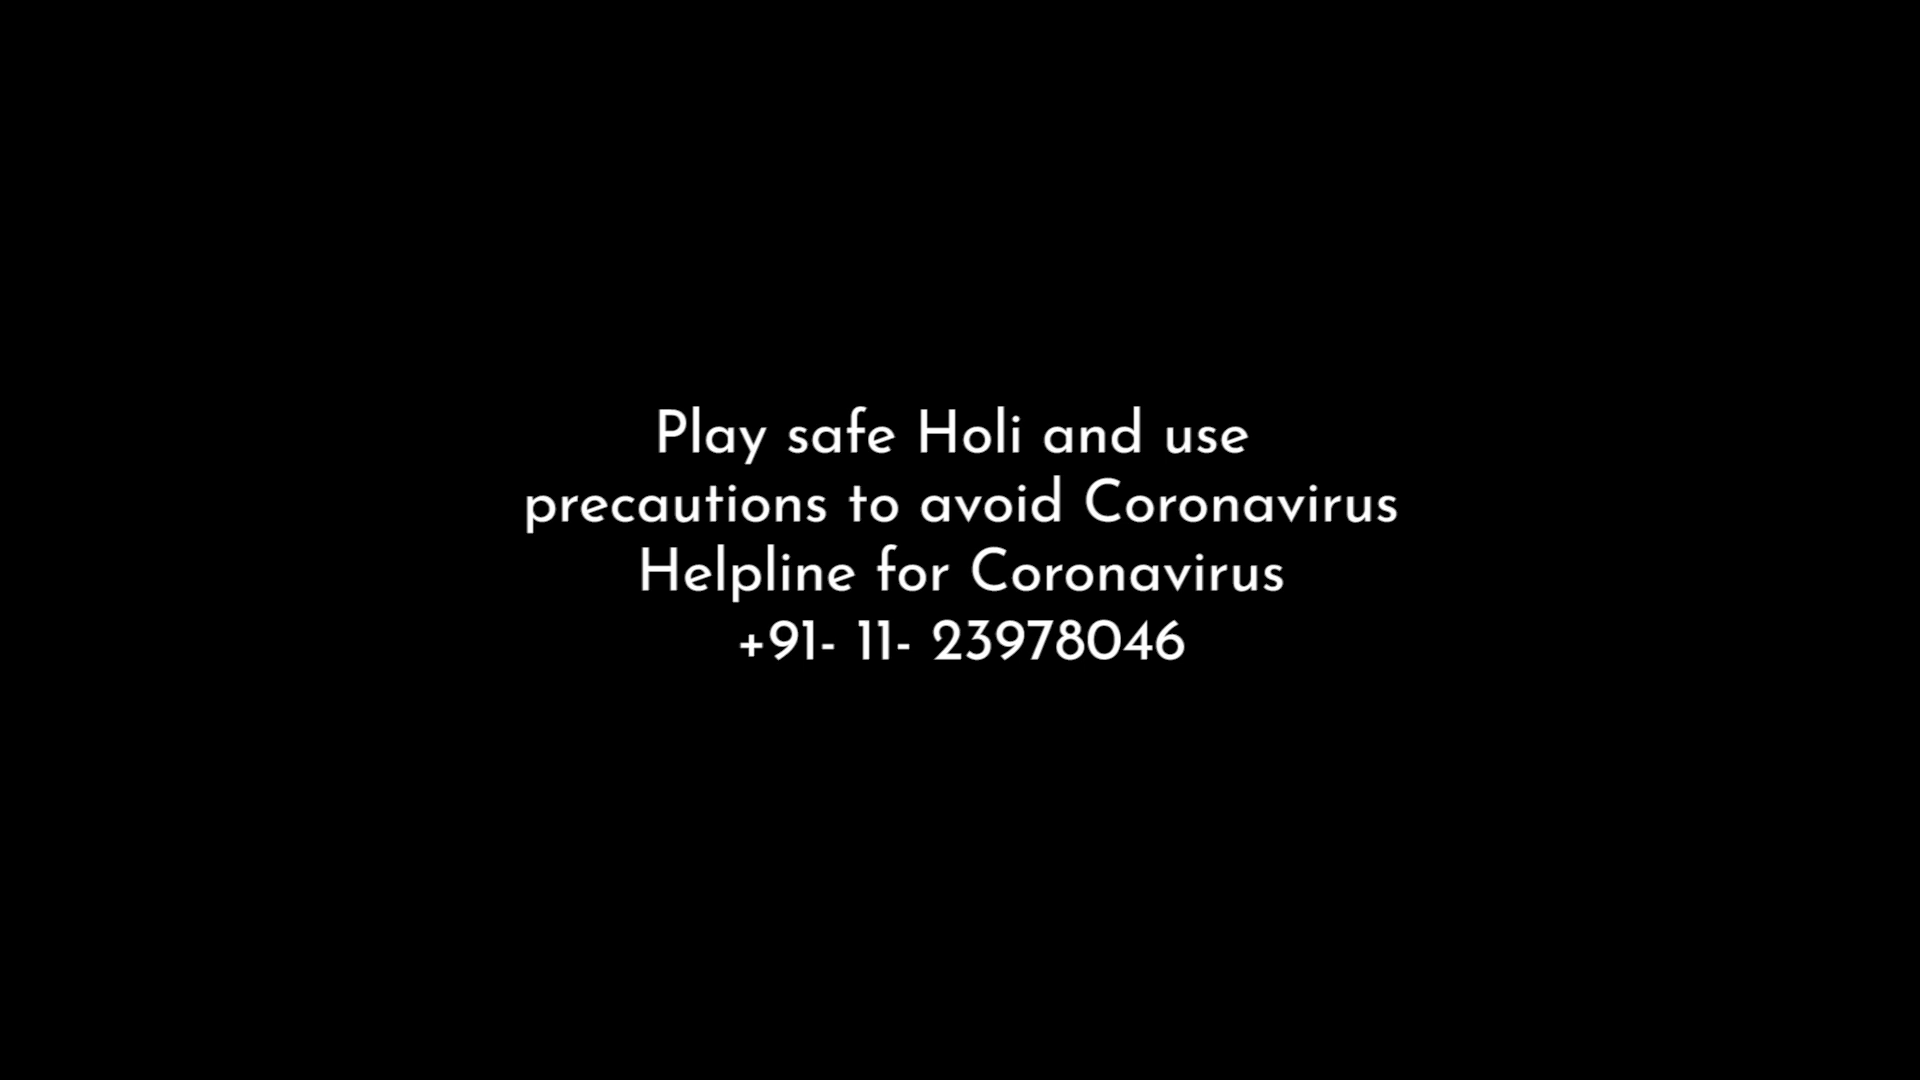 Play safe Holi and use
precautions to avoid Coronavirus
Helpline for Coronavirus
+91- 11- 23978046